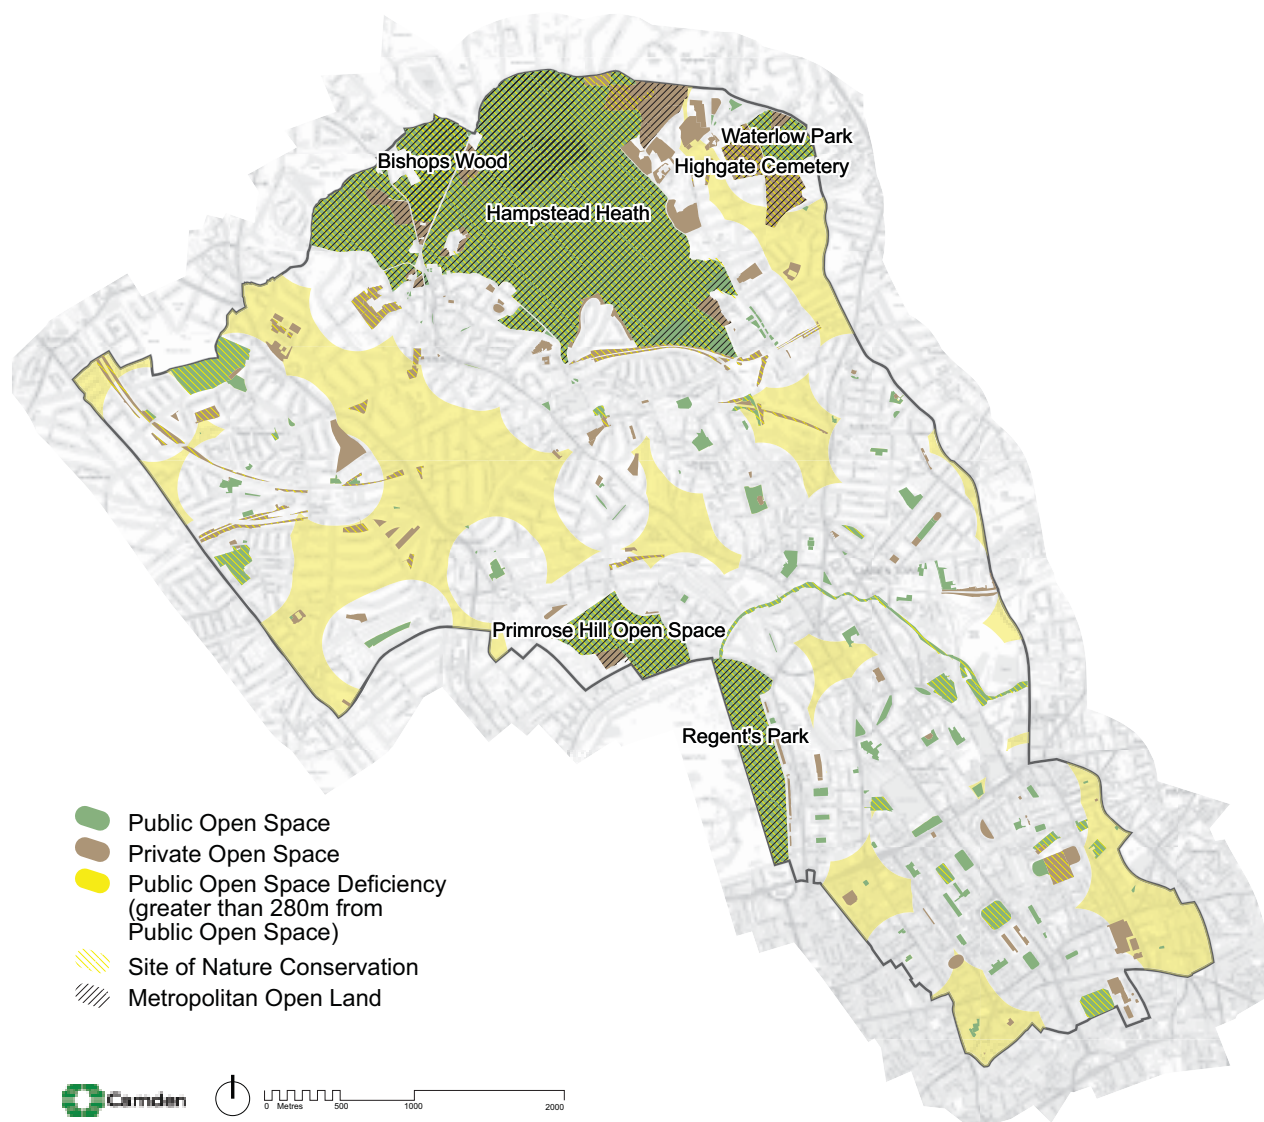 Waterlow Park
Bishops Wood
Highgate Cemetery
Hampstead Heath
Primrose Hill Open Space
Regent's Park
Public Open Space
Private Open Space
Public Open Space Deficiency
(greater than 280m from
Public Open Space)
Site of Nature Conservation
Metropolitan Open Land
Camden
0 Metres 500 1000 2000